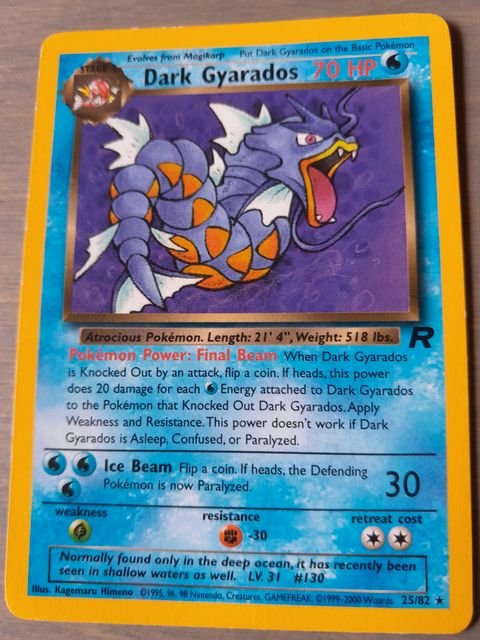 Evolves from Magikarp Put Dark Gyarados on the Basic Pokémon
STAGE 1
Dark Gyarados 70 HP
Atrocious Pokémon. Length: 21' 4", Weight: 518 lbs.
R
Pokémon Power: Final Beam When Dark Gyarados
is Knocked Out by an attack, flip a coin. If heads, this power
does 20 damage for each Energy attached to Dark Gyarados
to the Pokémon that Knocked Out Dark Gyarados. Apply
Weakness and Resistance. This power doesn't work if Dark
Gyarados is Asleep, Confused, or Paralyzed.
Ice Beam Flip a coin. If heads, the Defending
Pokémon is now Paralyzed.
30
weakness resistance retreat cost
-30
Normally found only in the deep ocean, it has recently been
seen in shallow waters as well. LV. 31 #130
Illus. Kagemaru Himeno ©1995, 96, 98 Nintendo, Creatures, GAMEFREAK. ©1999-2000 Wizards. 25/82 ★